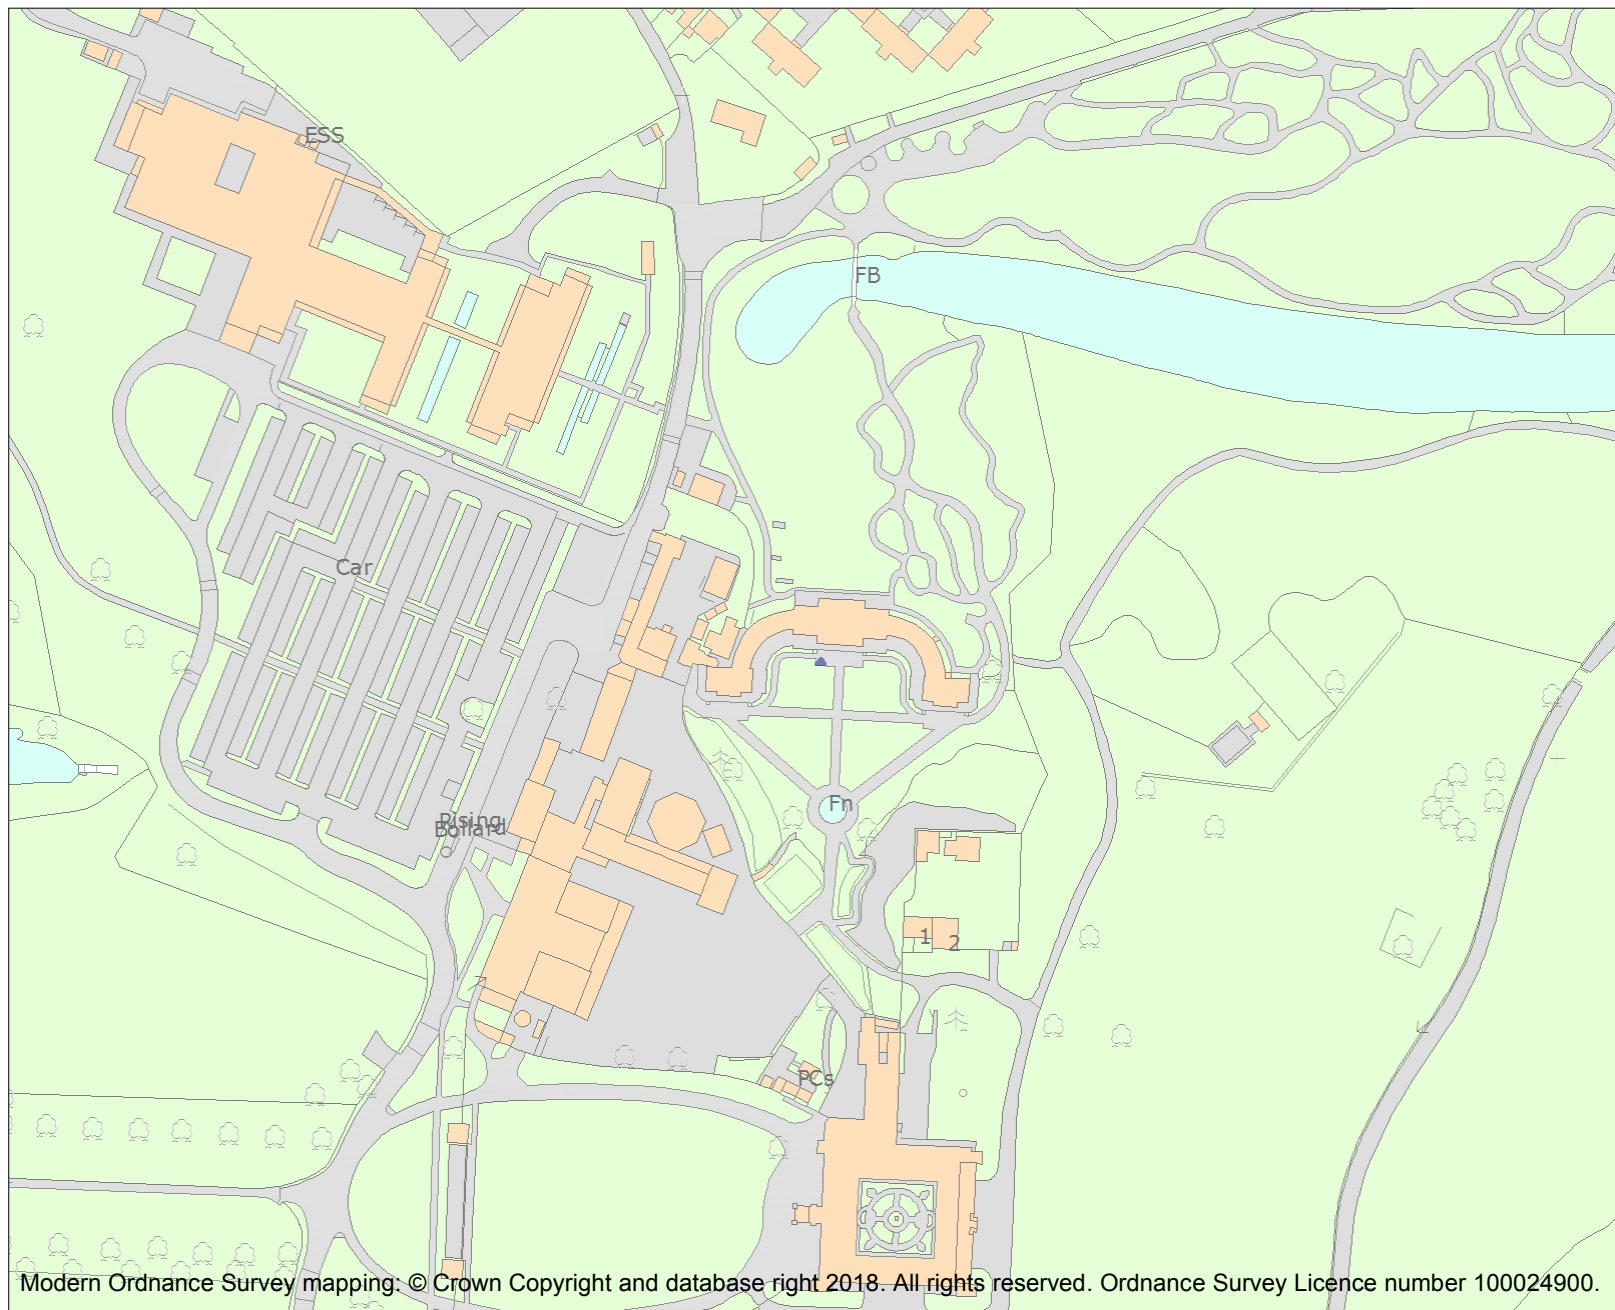 ESS
FB
Car
Fn
Rising
Bollard
1
2
PCs
Modern Ordnance Survey mapping: © Crown Copyright and database right 2018. All rights reserved. Ordnance Survey Licence number 100024900.